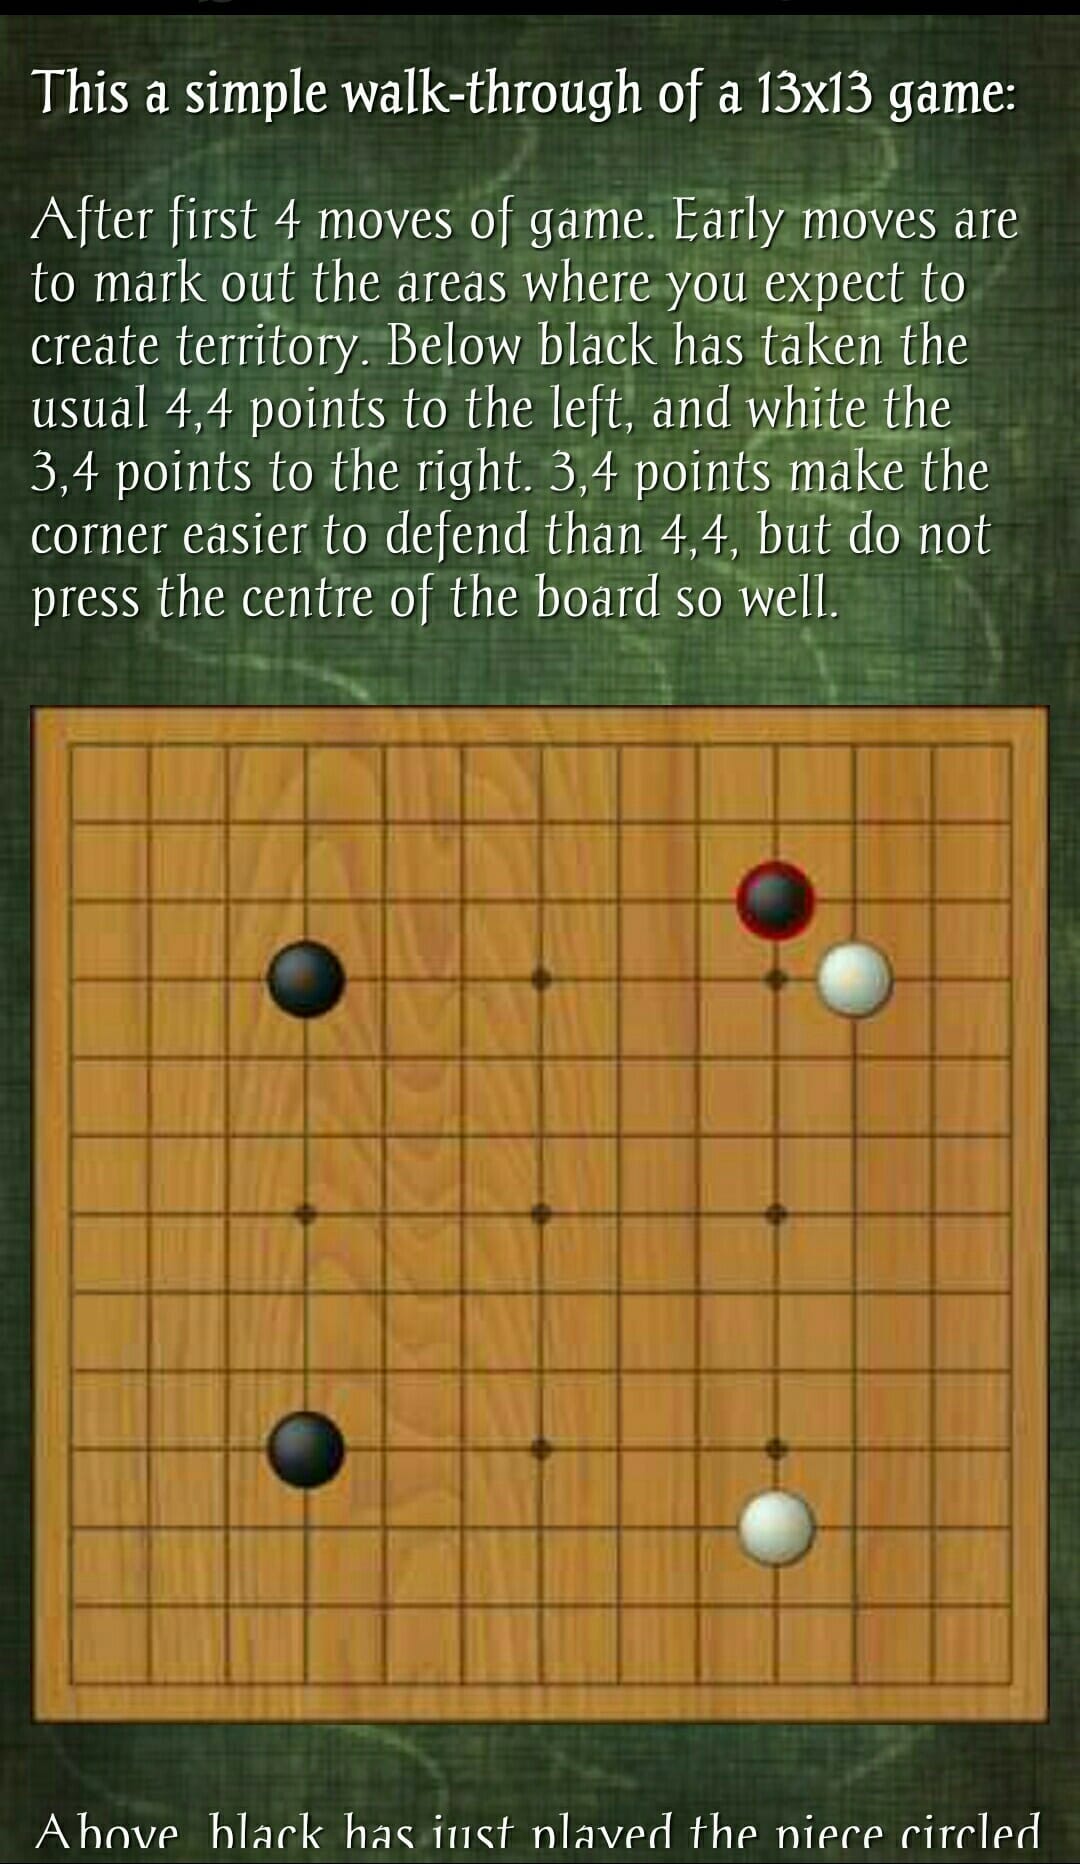 This a simple walk-through of a 13x13 game:
After first 4 moves of game. Early moves are
to mark out the areas where you expect to
create territory. Below black has taken the
usual 4,4 points to the left, and white the
3,4 points to the right. 3,4 points make the
corner easier to defend than 4,4, but do not
press the centre of the board so well.
Above black has just played the piece circled